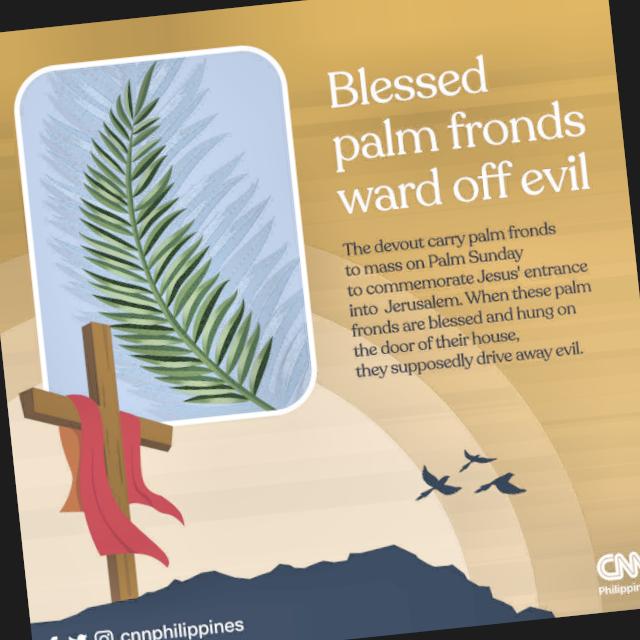 Blessed
palm fronds
ward off evil
The devout carry palm fronds
to mass on Palm Sunday
to commemorate Jesus' entrance
into Jerusalem. When these palm
fronds are blessed and hung on
the door of their house,
they supposedly drive away evil.
cnnphilippines